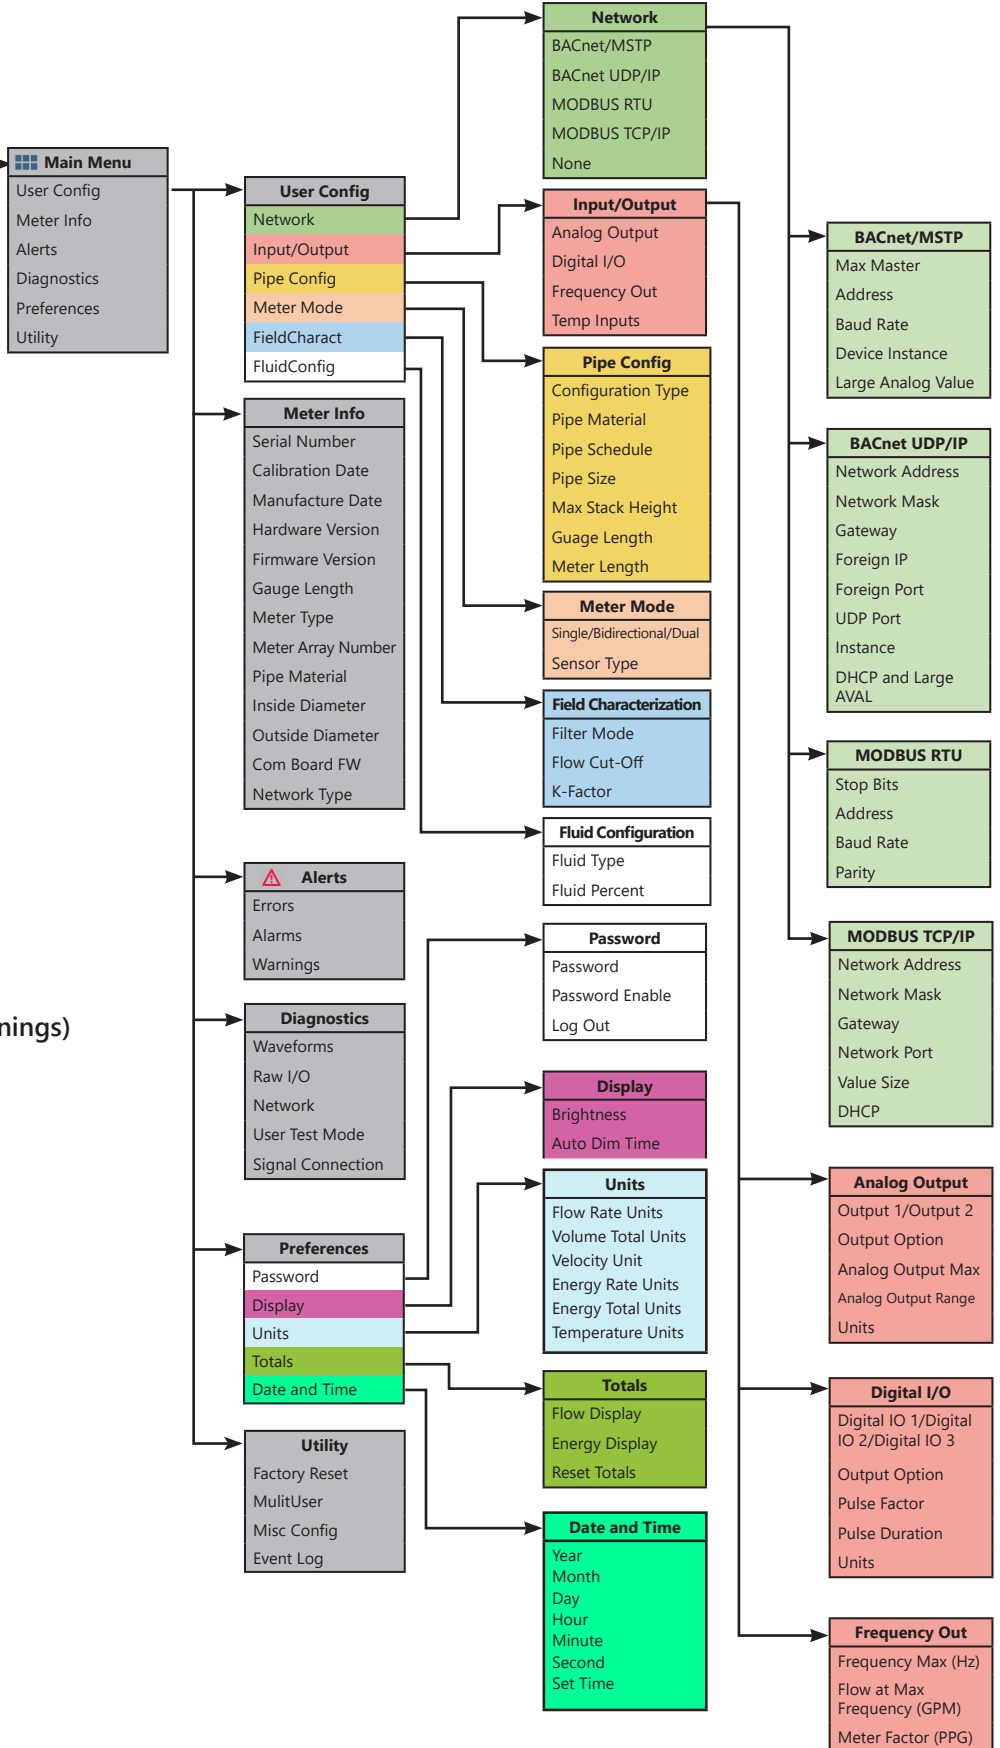 Main Menu
User Config
Meter Info
Alerts
Diagnostics
Preferences
Utility
nings)
User Config
Network
Input/Output
Pipe Config
Meter Mode
FieldCharact
FluidConfig
Meter Info
Serial Number
Calibration Date
Manufacture Date
Hardware Version
Firmware Version
Gauge Length
Meter Type
Meter Array Number
Pipe Material
Inside Diameter
Outside Diameter
Com Board FW
Network Type
Alerts
Errors
Alarms
Warnings
Diagnostics
Waveforms
Raw I/O
Network
User Test Mode
Signal Connection
Preferences
Password
Display
Units
Totals
Date and Time
Utility
Factory Reset
MulitUser
Misc Config
Event Log
Network
BACnet/MSTP
BACnet UDP/IP
MODBUS RTU
MODBUS TCP/IP
None
Input/Output
Analog Output
Digital I/O
Frequency Out
Temp Inputs
Pipe Config
Configuration Type
Pipe Material
Pipe Schedule
Pipe Size
Max Stack Height
Guage Length
Meter Length
Meter Mode
Single/Bidirectional/Dual
Sensor Type
Field Characterization
Filter Mode
Flow Cut-Off
K-Factor
Fluid Configuration
Fluid Type
Fluid Percent
Password
Password
Password Enable
Log Out
Display
Brightness
Auto Dim Time
Units
Flow Rate Units
Volume Total Units
Velocity Unit
Energy Rate Units
Energy Total Units
Temperature Units
Totals
Flow Display
Energy Display
Reset Totals
Date and Time
Year
Month
Day
Hour
Minute
Second
Set Time
BACnet/MSTP
Max Master
Address
Baud Rate
Device Instance
Large Analog Value
BACnet UDP/IP
Network Address
Network Mask
Gateway
Foreign IP
Foreign Port
UDP Port
Instance
DHCP and Large
AVAL
MODBUS RTU
Stop Bits
Address
Baud Rate
Parity
MODBUS TCP/IP
Network Address
Network Mask
Gateway
Network Port
Value Size
DHCP
Analog Output
Output 1/Output 2
Output Option
Analog Output Max
Analog Output Range
Units
Digital I/O
Digital IO 1/Digital
IO 2/Digital IO 3
Output Option
Pulse Factor
Pulse Duration
Units
Frequency Out
Frequency Max (Hz)
Flow at Max
Frequency (GPM)
Meter Factor (PPG)